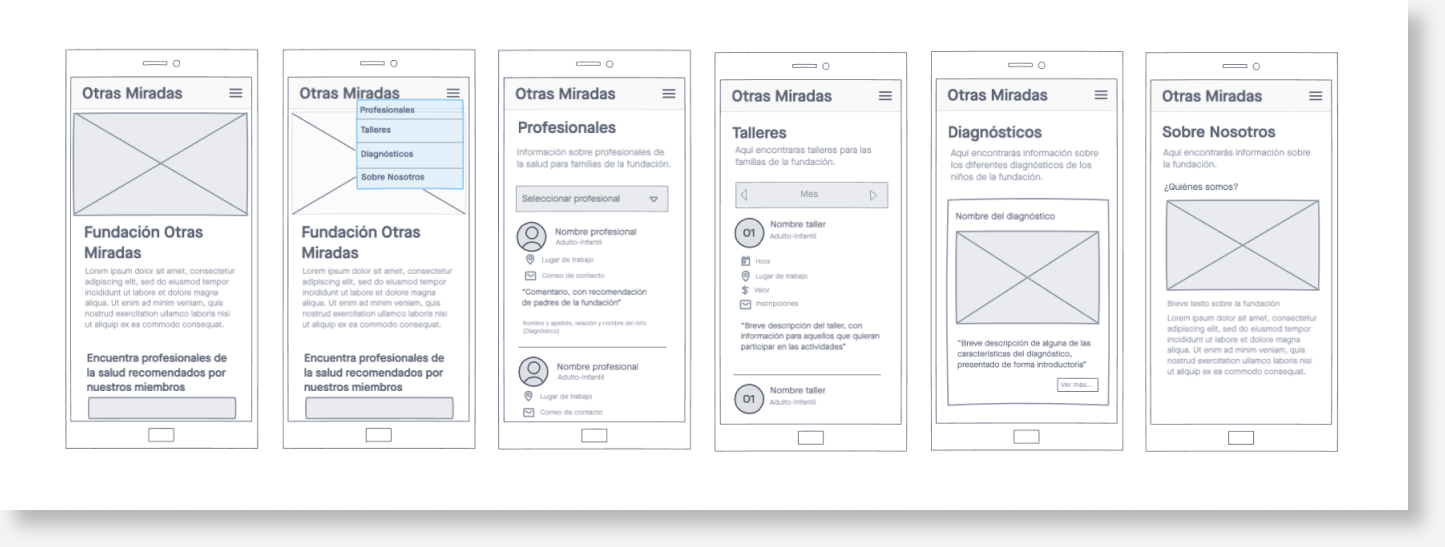 Otras Miradas
Fundación Otras
Miradas
Lorem ipsum dolor sit amet, consectetur
adipiscing elit, sed do eiusmod tempor
incididunt ut labore et dolore magna
aliqua. Ut enim ad minim veniam, quis
nostrud exercitation ullamco laboris nisi
ut aliquip ex ea commodo consequat.
Encuentra profesionales de
la salud recomendados por
nuestros miembros
Otras Miradas
Profesionales
Talleres
Diagnósticos
Sobre Nosotros
Fundación Otras
Miradas
Lorem ipsum dolor sit amet, consectetur
adipiscing elit, sed do eiusmod tempor
incididunt ut labore et dolore magna
aliqua. Ut enim ad minim veniam, quis
nostrud exercitation ullamco laboris nisi
ut aliquip ex ea commodo consequat.
Encuentra profesionales de
la salud recomendados por
nuestros miembros
Otras Miradas
Profesionales
Información sobre profesionales de
la salud para familias de la fundación.
Seleccionar profesional
Nombre profesional
Adulto-Infantil
Lugar de trabajo
Correo de contacto
"Comentario, con recomendación
de padres de la fundación"
Nombre y apellido, relación y nombre del niño
(Diagnóstico)
Nombre profesional
Adulto-Infantil
Lugar de trabajo
Correo de contacto
Otras Miradas
Talleres
Aquí encontraras talleres para las
familias de la fundación.
Mes
01
Nombre taller
Adulto-Infantil
Hora
Lugar de trabajo
Valor
Inscripciones
"Breve descripción del taller, con
información para aquellos que quieran
participar en las actividades"
01
Nombre taller
Adulto-Infantil
Otras Miradas
Diagnósticos
Aquí encontrarás información sobre
los diferentes diagnósticos de los
niños de la fundación.
Nombre del diagnóstico
"Breve descripción de alguna de las
características del diagnóstico,
presentado de forma introductoria"
Ver más...
Otras Miradas
Sobre Nosotros
Aquí encontrarás información sobre
la fundación.
¿Quiénes somos?
Breve texto sobre la fundación
Lorem ipsum dolor sit amet, consectetur
adipiscing elit, sed do eiusmod tempor
incididunt ut labore et dolore magna
aliqua. Ut enim ad minim veniam, quis
nostrud exercitation ullamco laboris nisi
ut aliquip ex ea commodo consequat.